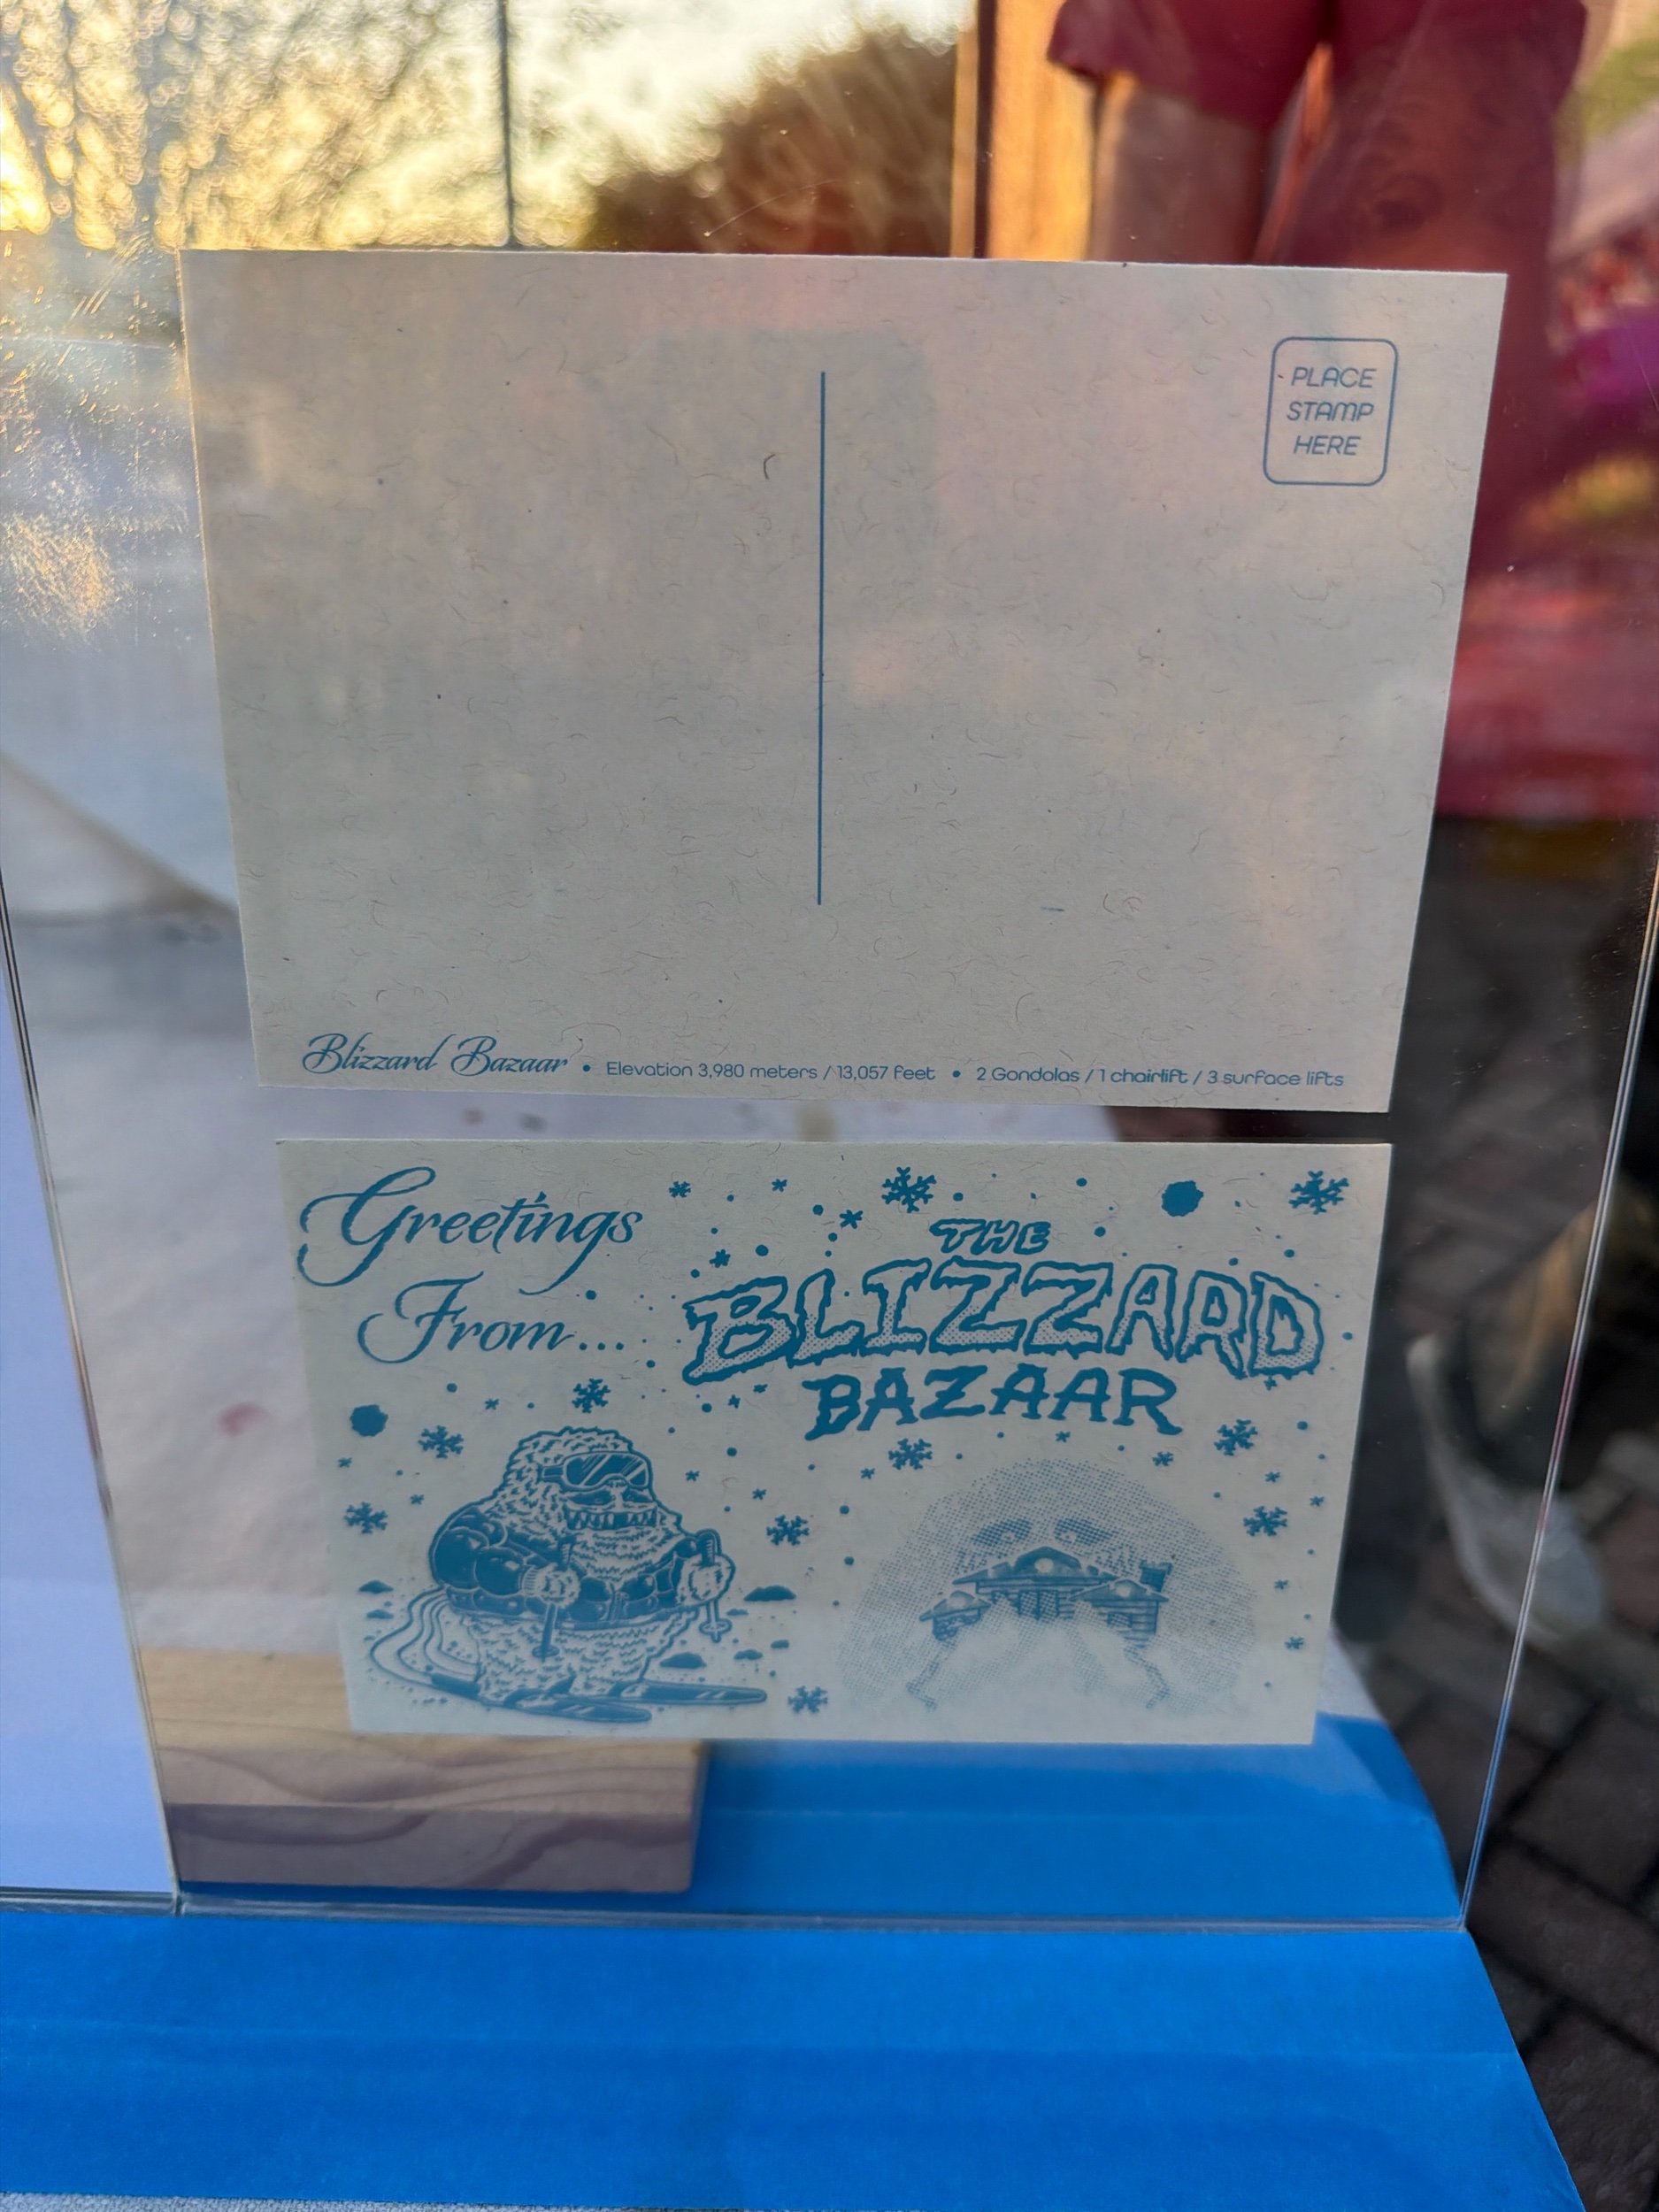 PLACE
STAMP
HERE
Blizzard Bazaar • Elevation 3,980 meters / 13,057 feet • 2 Gondolas / 1 chairlift / 3 surface lifts
Greetings
From...
THE
BLIZZARD
BAZAAR